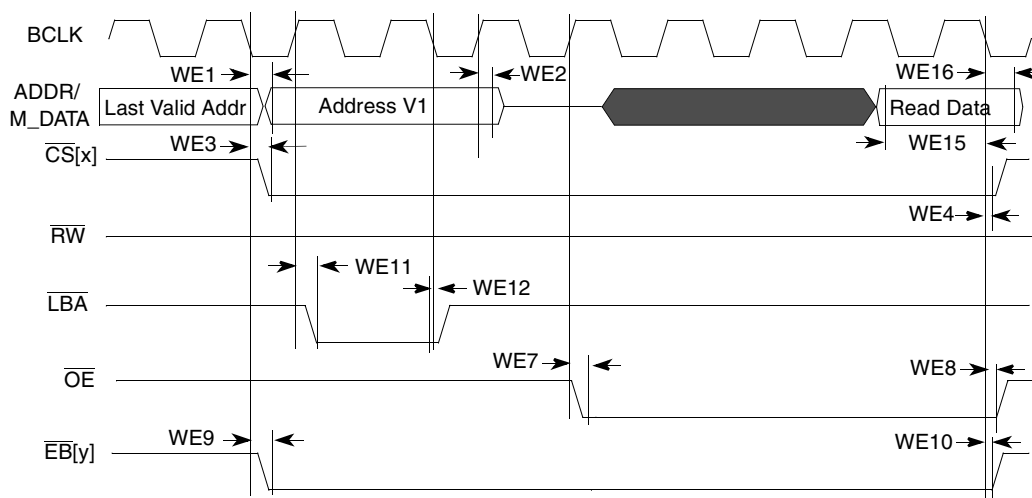 BCLK
WE1
WE2
WE16
ADDR/
M_DATA
Last Valid Addr
Address V1
Read Data
WE3
WE15
CS[x]
WE4
RW
WE11
LBA
WE12
WE7
WE8
OE
WE9
WE10
EB[y]